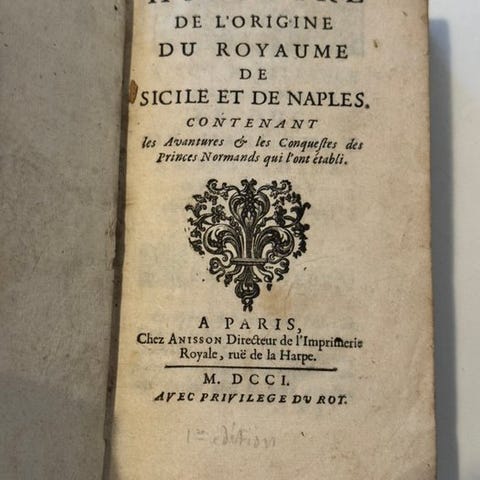 DE L'ORIGINE
DU ROYAUME
DE
SICILE ET DE NAPLES.
CONTENANT
les Avantures & les Conquestes des
Princes Normands qui l'ont établi.
A PARIS,
Chez ANISSON Directeur de l'Imprimerie
Royale, ruë de la Harpe.
M. DCCI.
AVEC PRIVILEGE DU ROY.
1re edition